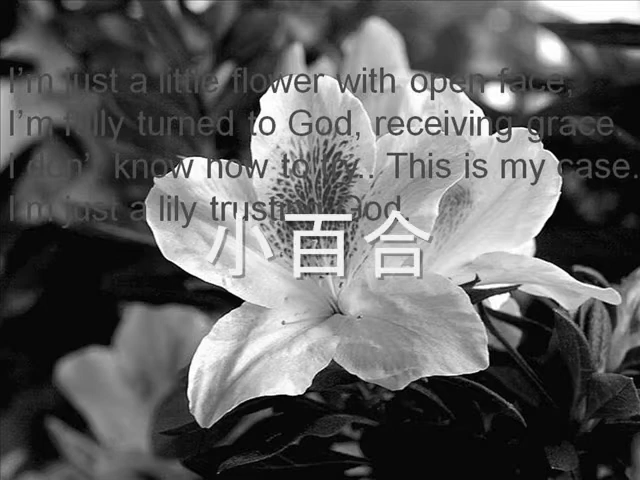 I'm just a little flower with open face,
I'm fully turned to God, receiving grace.
I don't know how to This is my case.
I'm just a lily trusting God.
小百合